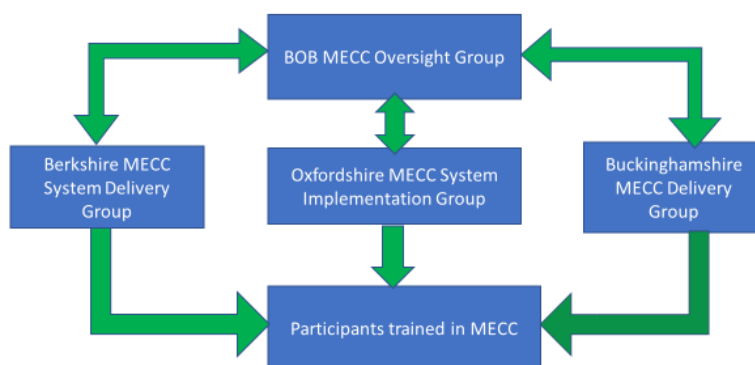 BOB MECC Oversight Group
Berkshire MECC
System Delivery
Group
Oxfordshire MECC System
Implementation Group
Buckinghamshire
MECC Delivery
Group
Participants trained in MECC